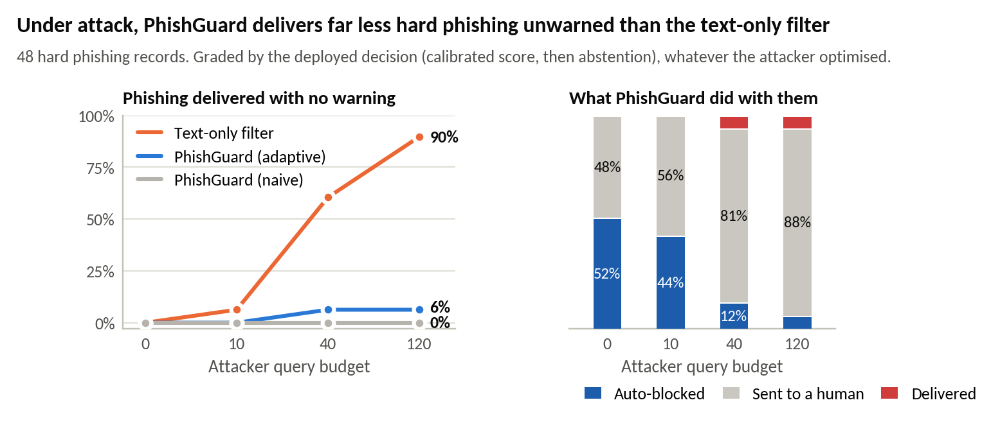 Under attack, PhishGuard delivers far less hard phishing unwarned than the text-only filter
48 hard phishing records. Graded by the deployed decision (calibrated score, then abstention), whatever the attacker optimised.
Phishing delivered with no warning
100%
75%
50%
25%
0%
Text-only filter
PhishGuard (adaptive)
PhishGuard (naive)
90%
6%
0%
0 10 40 120
Attacker query budget
What PhishGuard did with them
48% 56% 81% 88%
52% 44% 12%
0 10 40 120
Attacker query budget
Auto-blocked Sent to a human Delivered